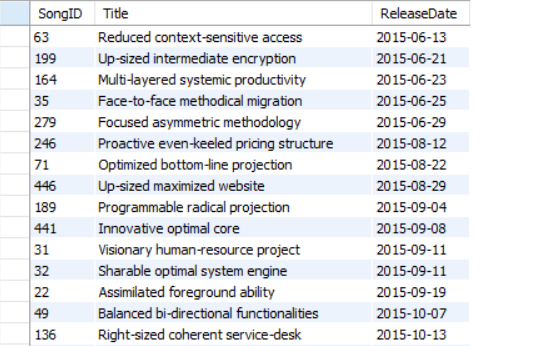 SongID Title ReleaseDate
63 Reduced context-sensitive access 2015-06-13
199 Up-sized intermediate encryption 2015-06-21
164 Multi-layered systemic productivity 2015-06-23
35 Face-to-face methodical migration 2015-06-25
279 Focused asymmetric methodology 2015-06-29
246 Proactive even-keeled pricing structure 2015-08-12
71 Optimized bottom-line projection 2015-08-22
446 Up-sized maximized website 2015-08-29
189 Programmable radical projection 2015-09-04
441 Innovative optimal core 2015-09-08
31 Visionary human-resource project 2015-09-11
32 Sharable optimal system engine 2015-09-11
22 Assimilated foreground ability 2015-09-19
49 Balanced bi-directional functionalities 2015-10-07
136 Right-sized coherent service-desk 2015-10-13